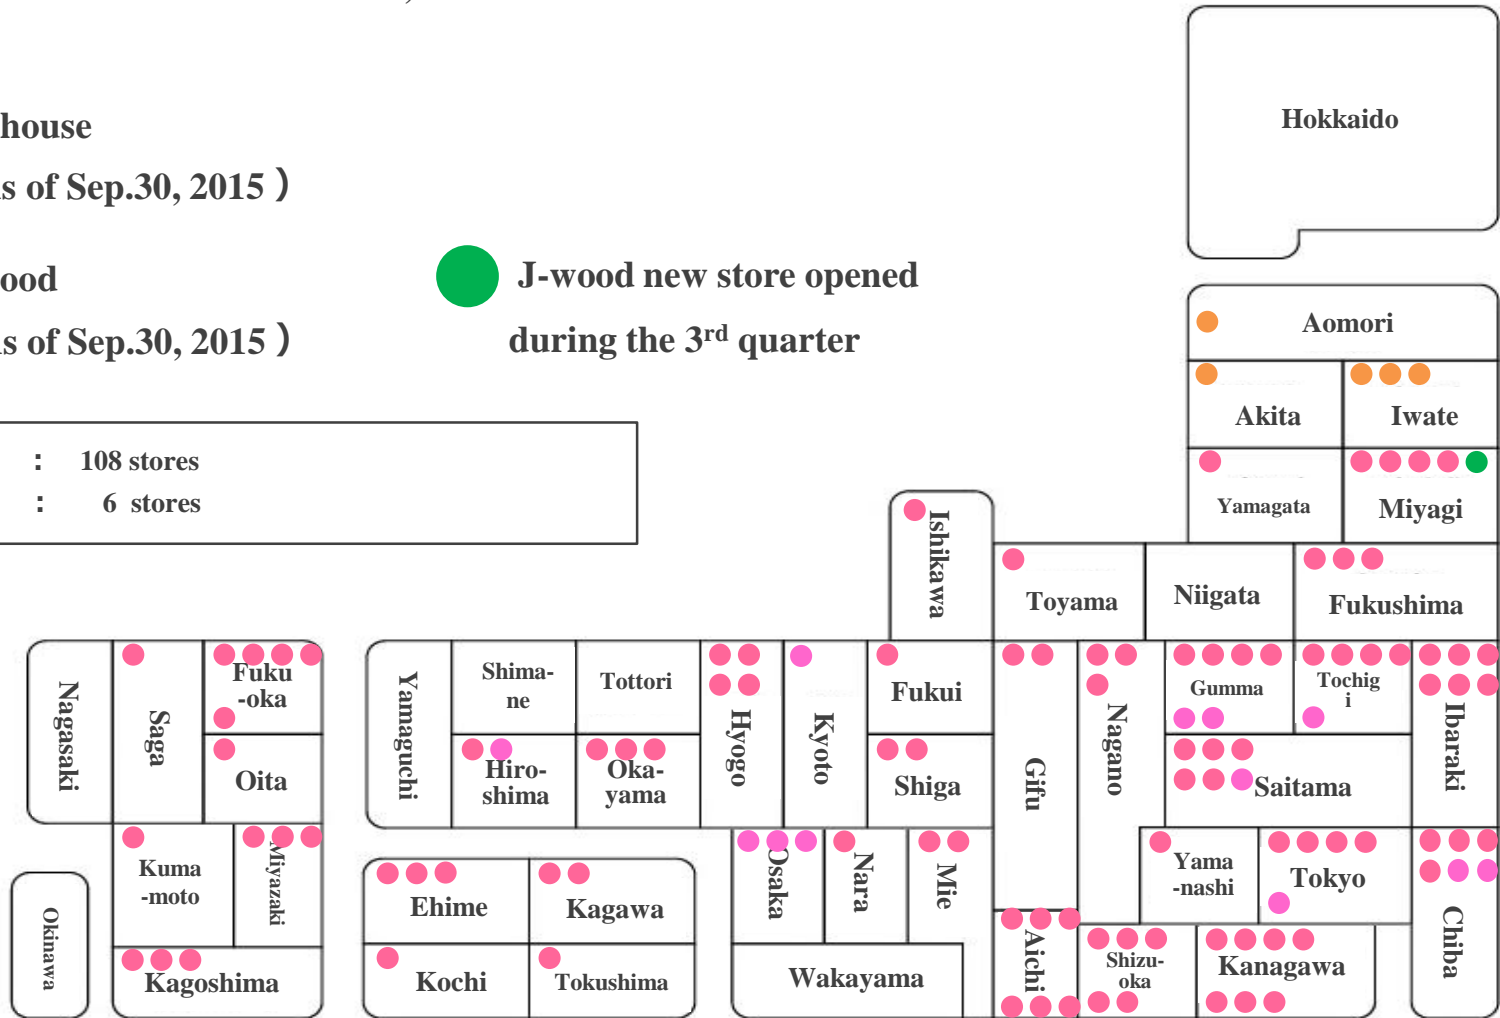 house
s of Sep.30, 2015 )
ood
s of Sep.30, 2015 )
J-wood new store opened
during the 3rd quarter
: 108 stores
: 6 stores
Hokkaido
Aomori
Akita
Iwate
Yamagata
Miyagi
Ishikawa
Toyama
Niigata
Fukushima
Nagasaki
Saga
Fuku
-oka
Oita
Kuma
-moto
Miyazaki
Kagoshima
Okinawa
Yamaguchi
Shima-
ne
Tottori
Hiro-
shima
Oka-
yama
Hyogo
Kyoto
Fukui
Shiga
Gifu
Nagano
Gumma
Tochig
i
Ibaraki
Saitama
Ehime
Kagawa
Kochi
Tokushima
Osaka
Nara
Mie
Wakayama
Aichi
Yama
-nashi
Tokyo
Shizu-
oka
Kanagawa
Chiba